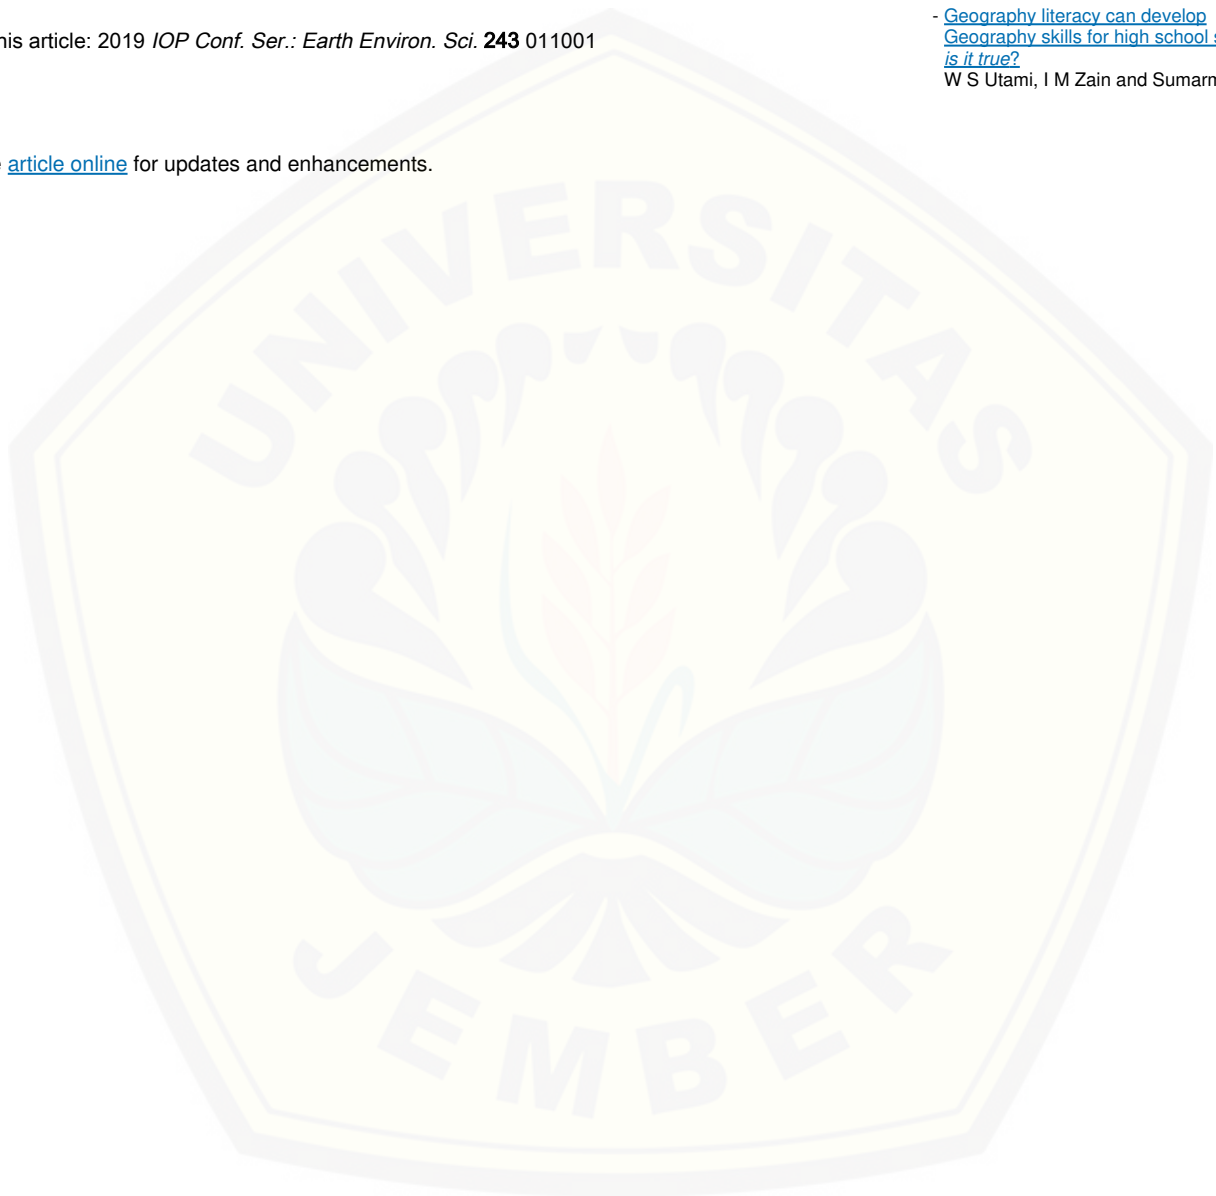 his article: 2019 IOP Conf. Ser.: Earth Environ. Sci. 243 011001
article online for updates and enhancements.
- Geography literacy can develop
Geography skills for high school
is it true?
W S Utami, I M Zain and Sumarm
UNIVERSITAS
JEMBER